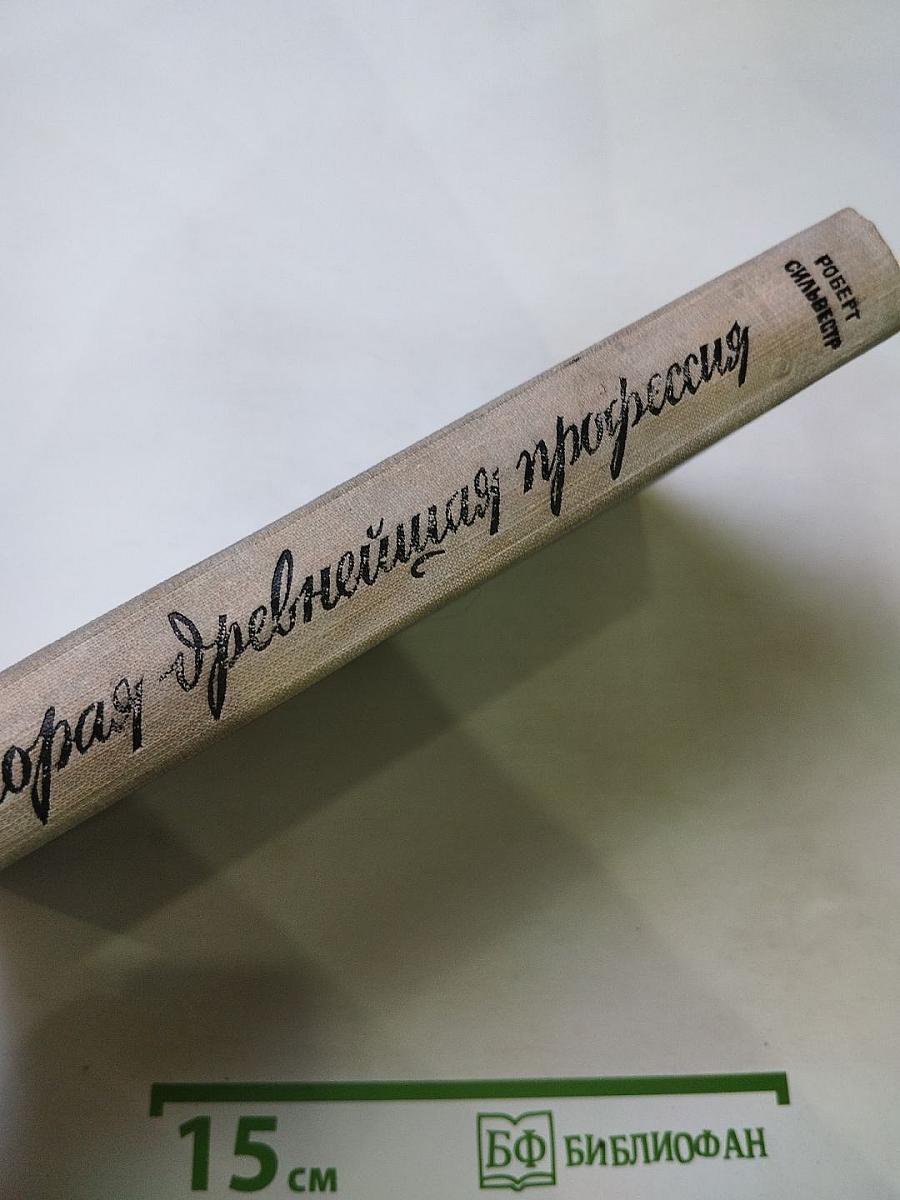 РОБЕРТ
СИЛЬВЕСТР
орая древнейшая профессия
15 см
БФ БИБЛИОФАН